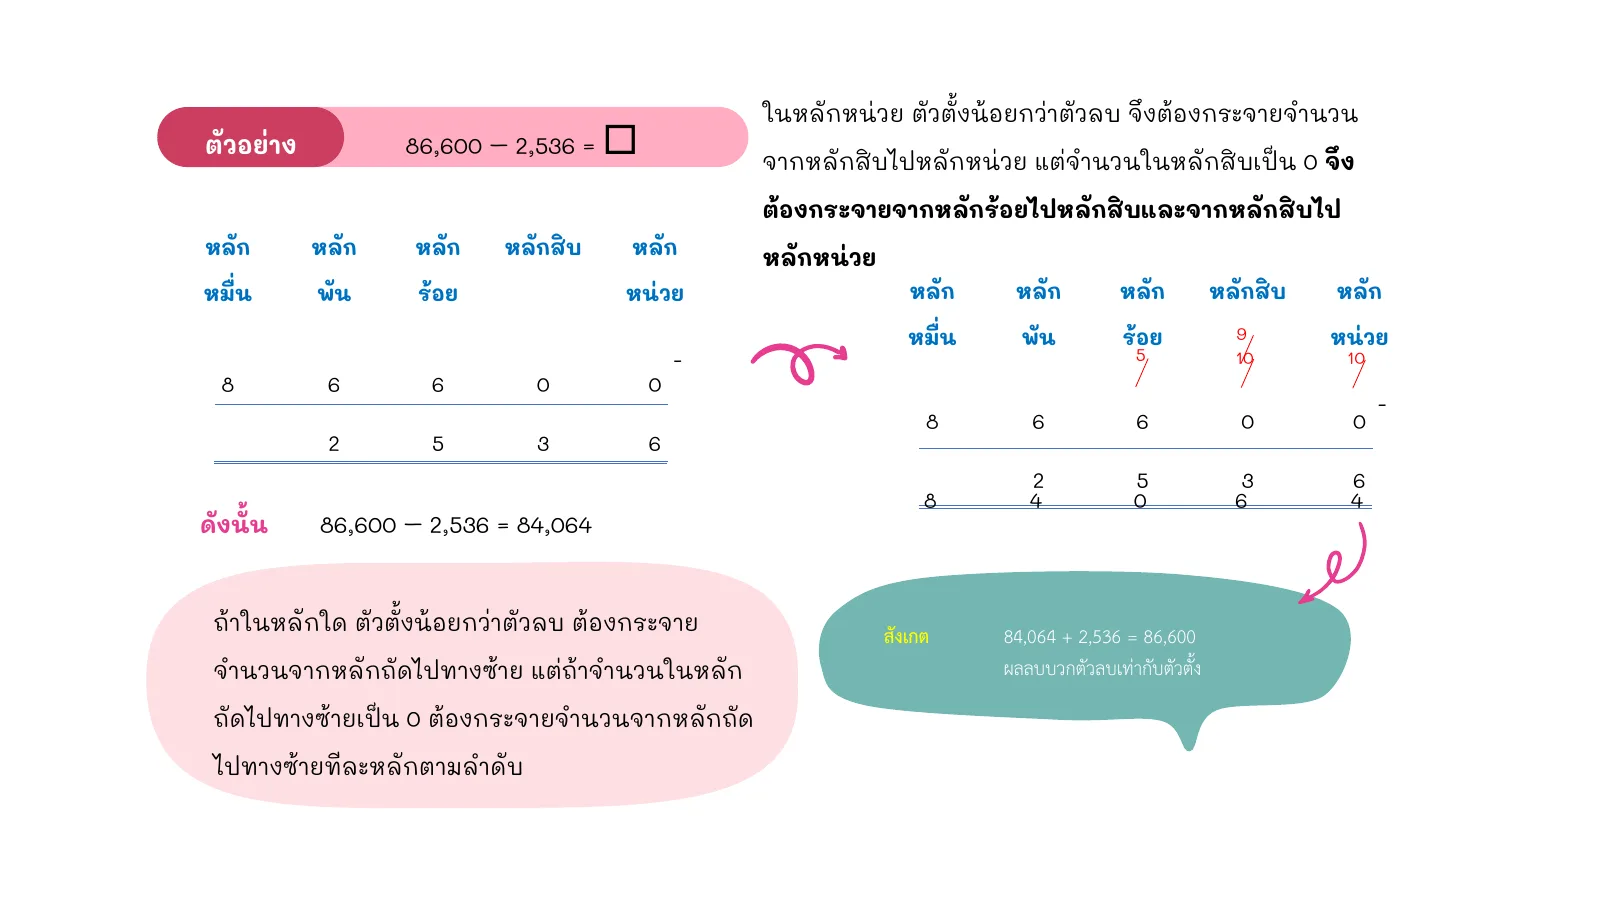 ตัวอย่าง 86,600 – 2,536 = □
หลัก หลัก หลัก หลักสิบ หลัก
หมื่น พัน ร้อย หน่วย
-
8 6 6 0 0
2 5 3 6
ดังนั้น 86,600 – 2,536 = 84,064
ถ้าในหลักใด ตัวตั้งน้อยกว่าตัวลบ ต้องกระจาย
จำนวนจากหลักถัดไปทางซ้าย แต่ถ้าจำนวนในหลัก
ถัดไปทางซ้ายเป็น 0 ต้องกระจายจำนวนจากหลักถัด
ไปทางซ้ายทีละหลักตามลำดับ
ในหลักหน่วย ตัวตั้งน้อยกว่าตัวลบ จึงต้องกระจายจำนวน
จากหลักสิบไปหลักหน่วย แต่จำนวนในหลักสิบเป็น 0 จึง
ต้องกระจายจากหลักร้อยไปหลักสิบและจากหลักสิบไป
หลักหน่วย
หลัก หลัก หลัก หลักสิบ หลัก
หมื่น พัน ร้อย หน่วย
9
5 10 10
-
8 6 6 0 0
2 5 3 6
8 4 0 6 4
สังเกต 84,064 + 2,536 = 86,600
ผลลบบวกตัวลบเท่ากับตัวตั้ง